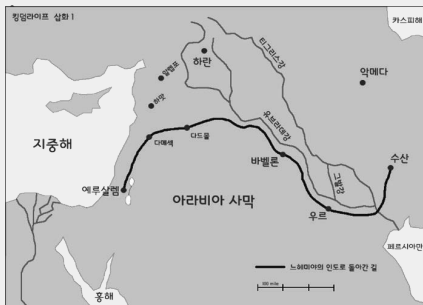 킹덤라이프 삽화 1
카스피해
티그리스강
하란
알렙포
악메다
하맛
유브라데강
지중해
다드몰
다메섹
수산
바벨론
그발강
예루살렘
아라비아 사막
우르
페르시아만
느헤미야의 인도로 돌아간 길
홍해